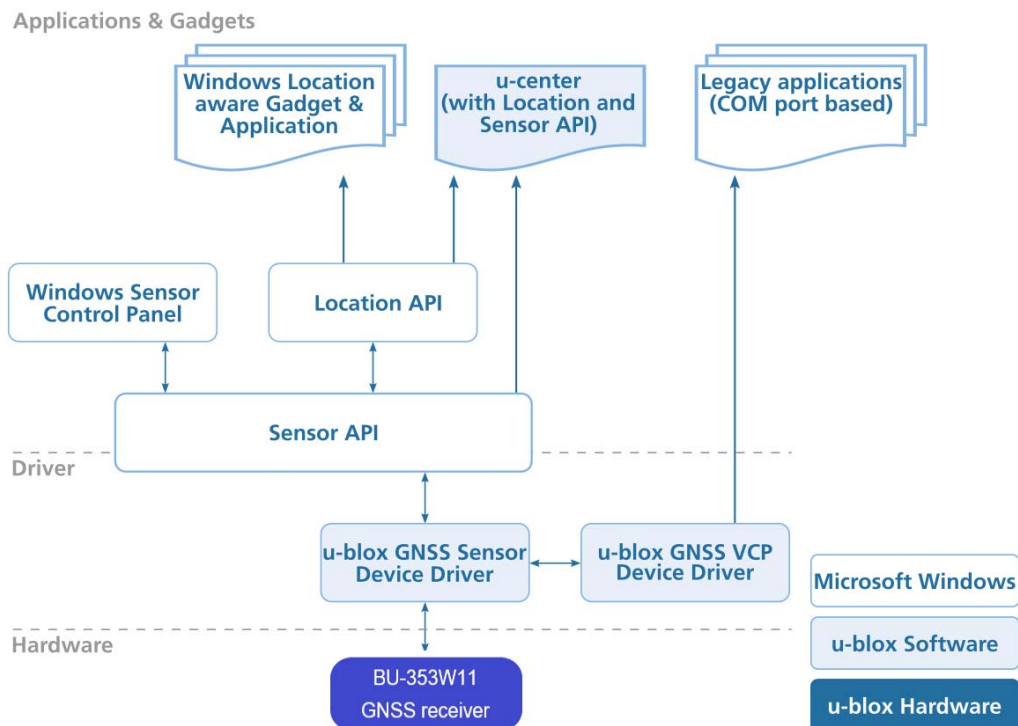 Applications & Gadgets
Windows Location
aware Gadget &
Application
u-center
(with Location and
Sensor API)
Legacy applications
(COM port based)
Windows Sensor
Control Panel
Location API
Sensor API
Driver
u-blox GNSS Sensor
Device Driver
u-blox GNSS VCP
Device Driver
Microsoft Windows
u-blox Software
u-blox Hardware
Hardware
BU-353W11
GNSS receiver